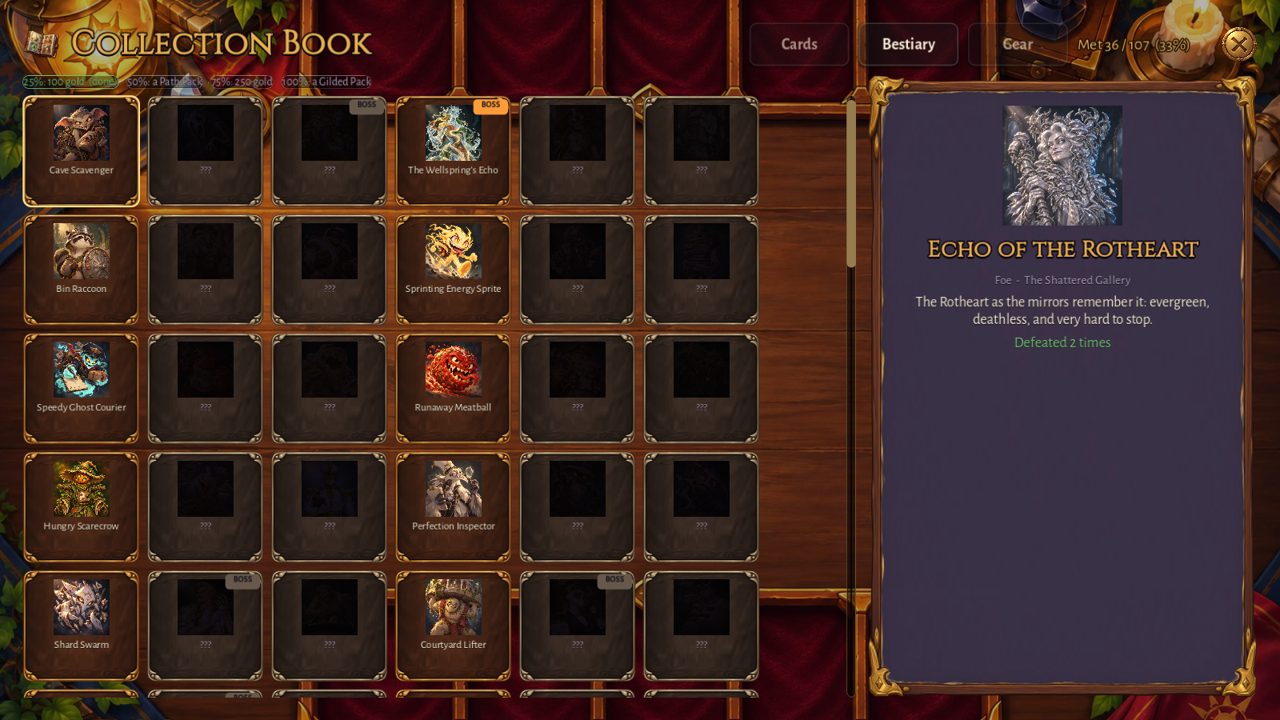 Collection Book
Cards
Bestiary
Gear
Met 36 / 107 (33%)
25%: 100 gold (done) 50%: a Path Pack 75%: 250 gold 100%: a Gilded Pack
BOSS
BOSS
Cave Scavenger
???
???
The Wellspring's Echo
???
???
Bin Raccoon
???
???
Sprinting Energy Sprite
???
???
Speedy Ghost Courier
???
???
Runaway Meatball
???
???
Hungry Scarecrow
???
???
Perfection Inspector
???
???
BOSS
BOSS
Shard Swarm
???
???
Courtyard Lifter
???
???
BOSS
Echo of the Rotheart
Foe - The Shattered Gallery
The Rotheart as the mirrors remember it: evergreen,
deathless, and very hard to stop.
Defeated 2 times